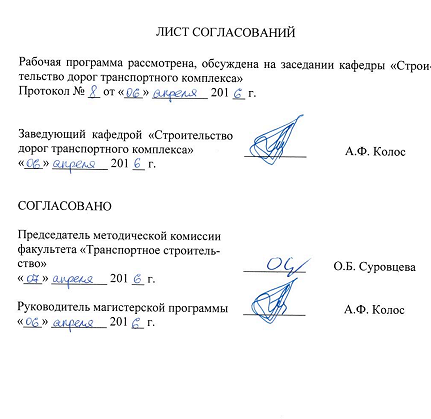 ЛИСТ СОГЛАСОВАНИЙ
Рабочая программа рассмотрена, обсуждена на заседании кафедры «Строи-
тельство дорог транспортного комплекса»
Протокол № 8 от «06» апреля 2016 г.
Заведующий кафедрой «Строительство
дорог транспортного комплекса»
А.Ф. Колос
«06» апреля 2016 г.
СОГЛАСОВАНО
Председатель методической комиссии
факультета «Транспортное строитель-
ство»
О.Б. Суровцева
«07» апреля 2016 г.
Руководитель магистерской программы
А.Ф. Колос
«06» апреля 2016 г.